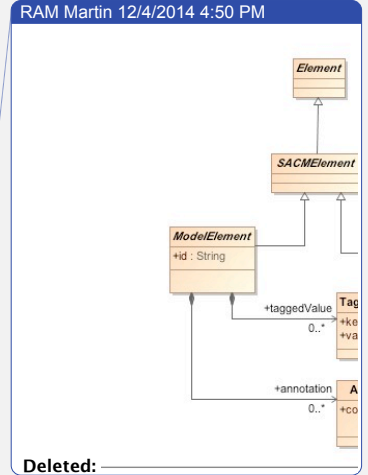 RAM Martin 12/4/2014 4:50 PM
Element
SACMElement
ModelElement
+id : String
+taggedValue
0..*
+annotation
0..*
Deleted: